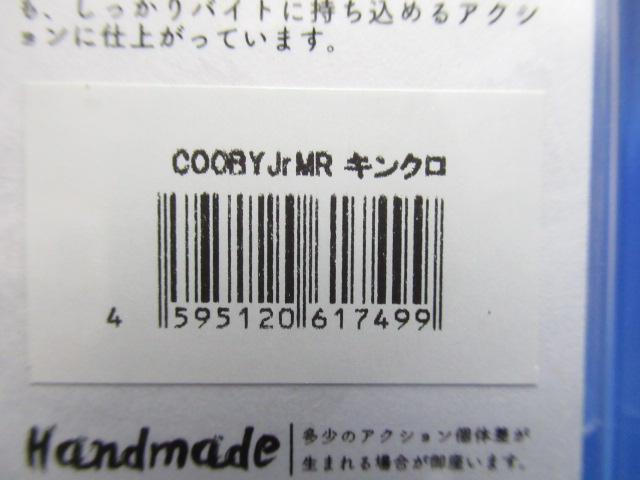 も、しっかりバイトに持ち込めるアクシ
ョンに仕上がっています。
COOBYJrMR キンクロ
4 595120 617499
Handmade
多少のアクション個体差が
生まれる場合が御座います。